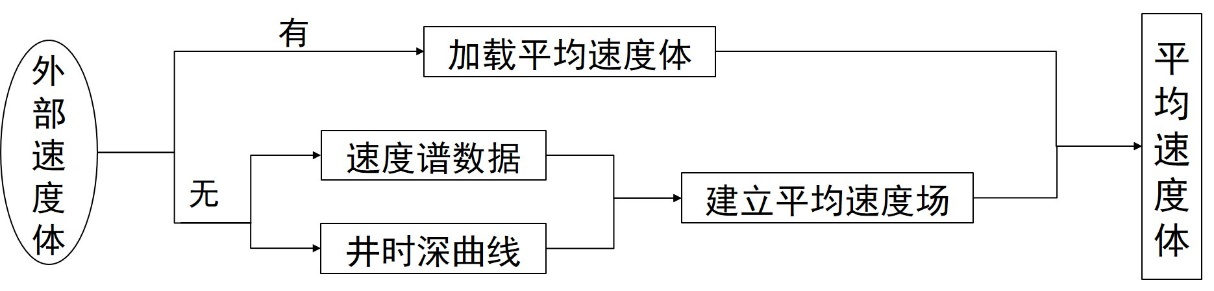 外部速度体
有
加载平均速度体
无
速度谱数据
井时深曲线
建立平均速度场
平均速度体